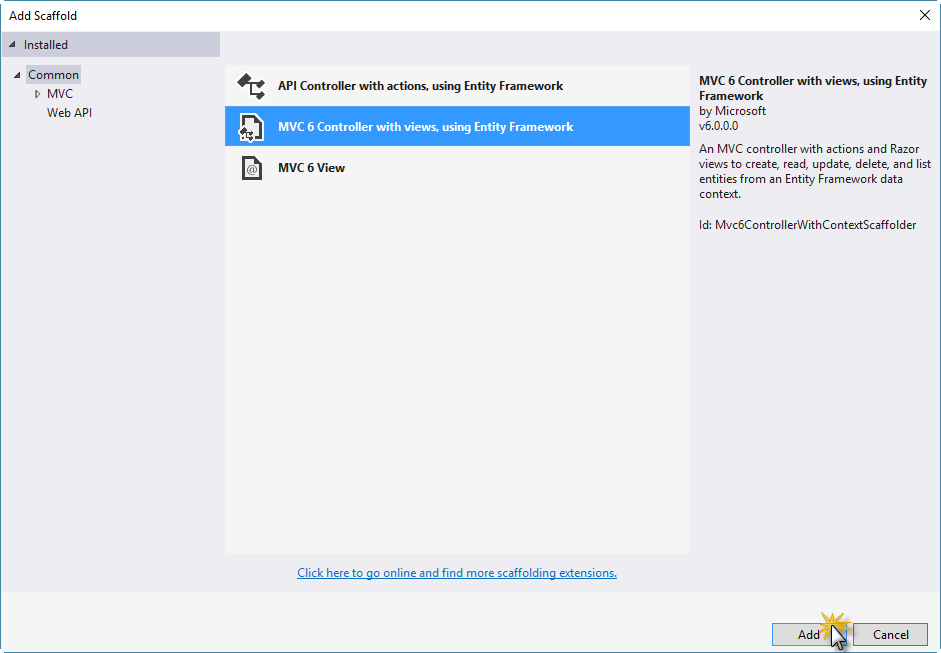 Add Scaffold
Installed
Common
MVC
Web API
API Controller with actions, using Entity Framework
MVC 6 Controller with views, using Entity Framework
MVC 6 View
Click here to go online and find more scaffolding extensions.
MVC 6 Controller with views, using Entity
Framework
by Microsoft
v6.0.0.0
An MVC controller with actions and Razor
views to create, read, update, delete, and list
entities from an Entity Framework data
context.
Id: Mvc6ControllerWithContextScaffolder
Add
Cancel